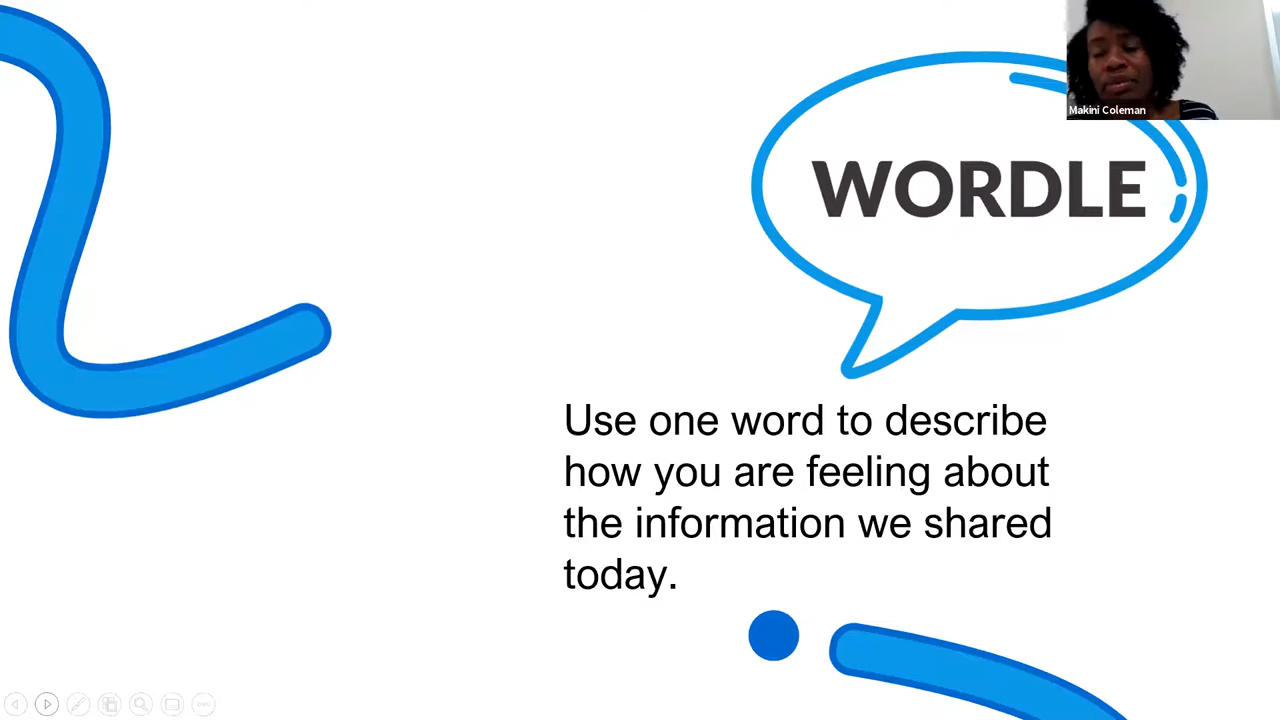 Makini Coleman
WORDLE
Use one word to describe
how you are feeling about
the information we shared
today.